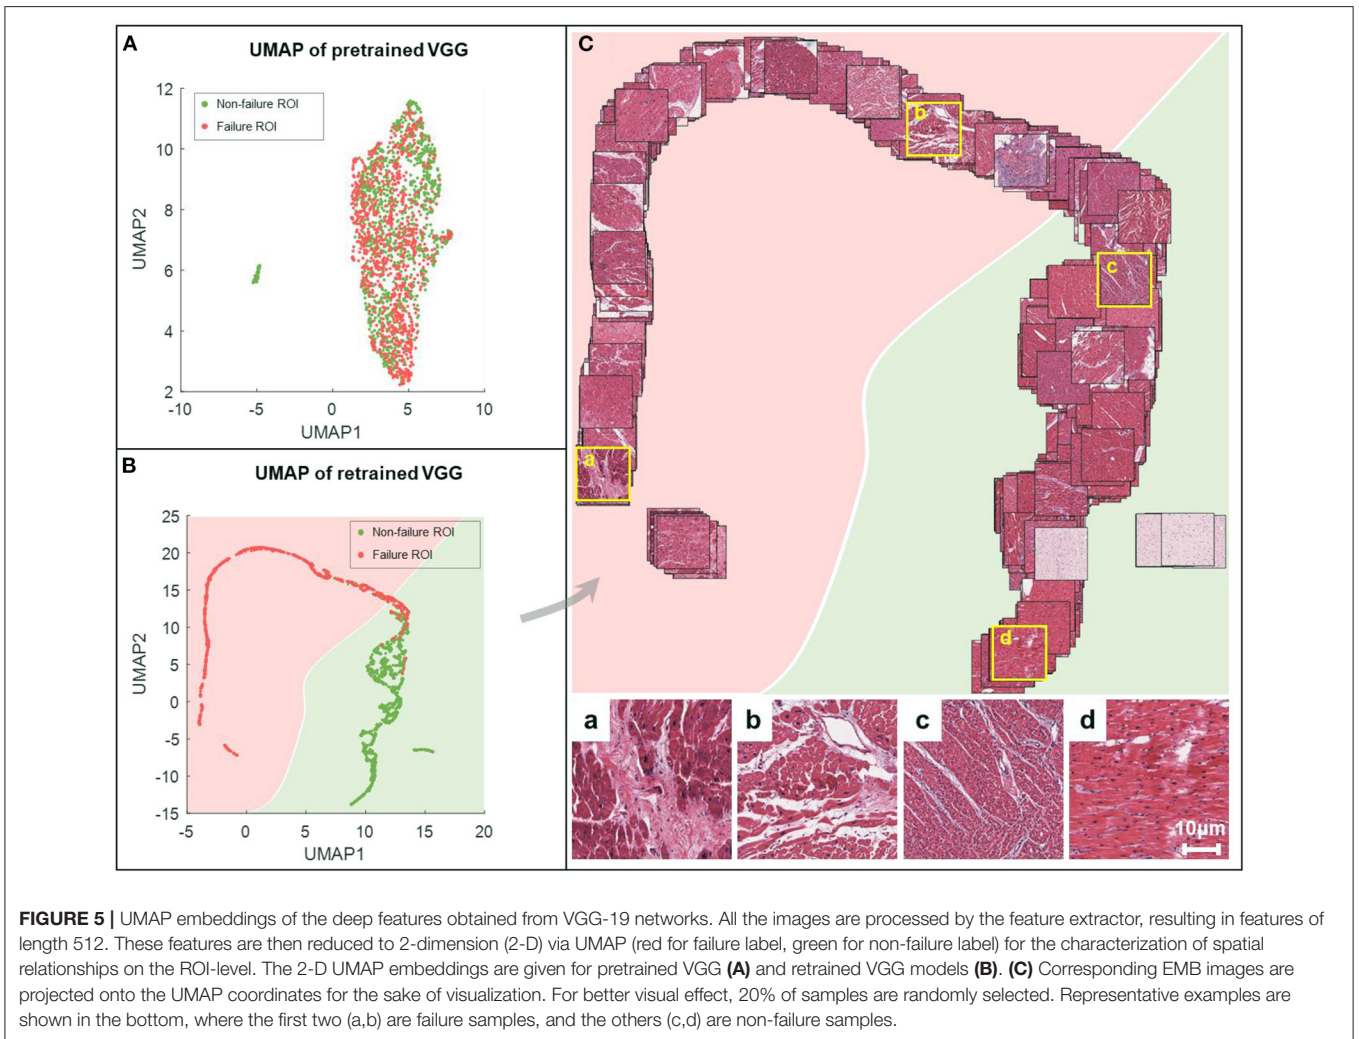 A
UMAP of pretrained VGG
12
10
8
6
4
2
UMAP2
Non-failure ROI
Failure ROI
-10
-5
0
5
10
UMAP1
B
UMAP of retrained VGG
25
20
15
10
5
0
-5
-10
-15
UMAP2
Non-failure ROI
Failure ROI
-5
0
5
10
15
20
UMAP1
C
b
c
a
d
a
b
c
d
10μm
FIGURE 5 | UMAP embeddings of the deep features obtained from VGG-19 networks. All the images are processed by the feature extractor, resulting in features of
length 512. These features are then reduced to 2-dimension (2-D) via UMAP (red for failure label, green for non-failure label) for the characterization of spatial
relationships on the ROI-level. The 2-D UMAP embeddings are given for pretrained VGG (A) and retrained VGG models (B). (C) Corresponding EMB images are
projected onto the UMAP coordinates for the sake of visualization. For better visual effect, 20% of samples are randomly selected. Representative examples are
shown in the bottom, where the first two (a,b) are failure samples, and the others (c,d) are non-failure samples.